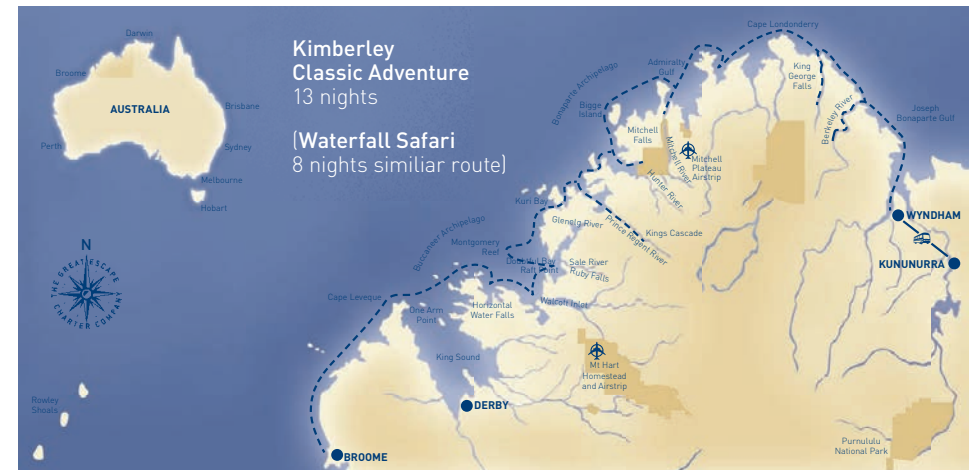 Darwin
Broome
AUSTRALIA
Brisbane
Perth
Sydney
Melbourne
Hobart
Kimberley
Classic Adventure
13 nights
(Waterfall Safari
8 nights similiar route)
N
THE GREAT ESCAPE
CHARTER COMPANY
Cape Londonderry
Admiralty
Gulf
King
George
Falls
Bonaparte Archipelago
Bigge
Island
Berkeley River
Joseph
Bonaparte Gulf
Mitchell
Falls
Mitchell River
Mitchell
Plateau
Airstrip
Hunter River
Kuri Bay
Glenelg River
Prince Regent River
Kings Cascade
WYNDHAM
KUNUNURRA
Buccaneer Archipelago
Montgomery
Reef
Doubtful Bay
Raft Point
Sale River
Ruby Falls
Cape Leveque
One Arm
Point
Horizontal
Water Falls
Walcott Inlet
King Sound
Mt Hart
Homestead
and Airstrip
Rowley
Shoals
DERBY
BROOME
Purnululu
National Park